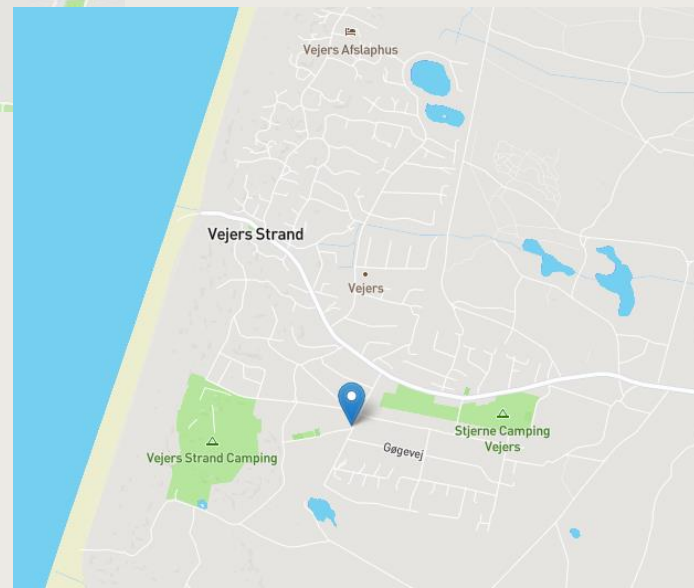 Vejers Afslaphus
Vejers Strand
Vejers
Stjerne Camping
Vejers
Gøgevej
Vejers Strand Camping